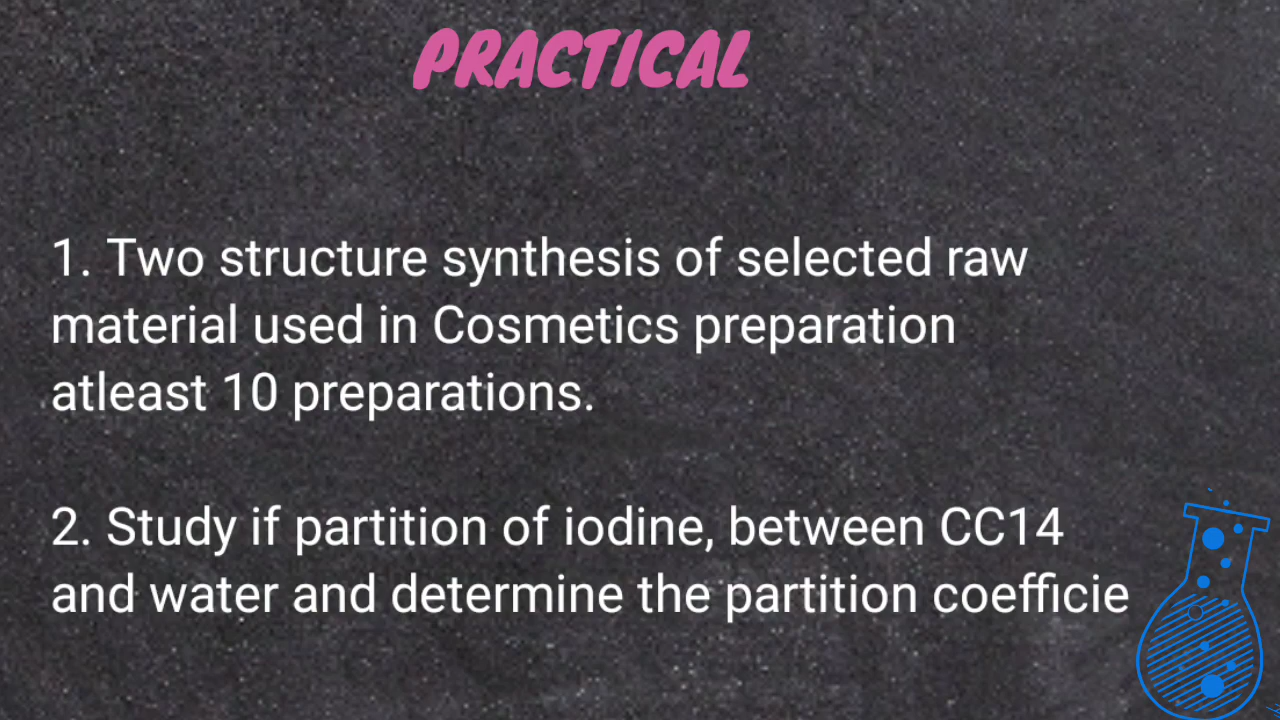 PRACTICAL
1. Two structure synthesis of selected raw
material used in Cosmetics preparation
atleast 10 preparations.
2. Study if partition of iodine, between CC14
and water and determine the partition coefficie